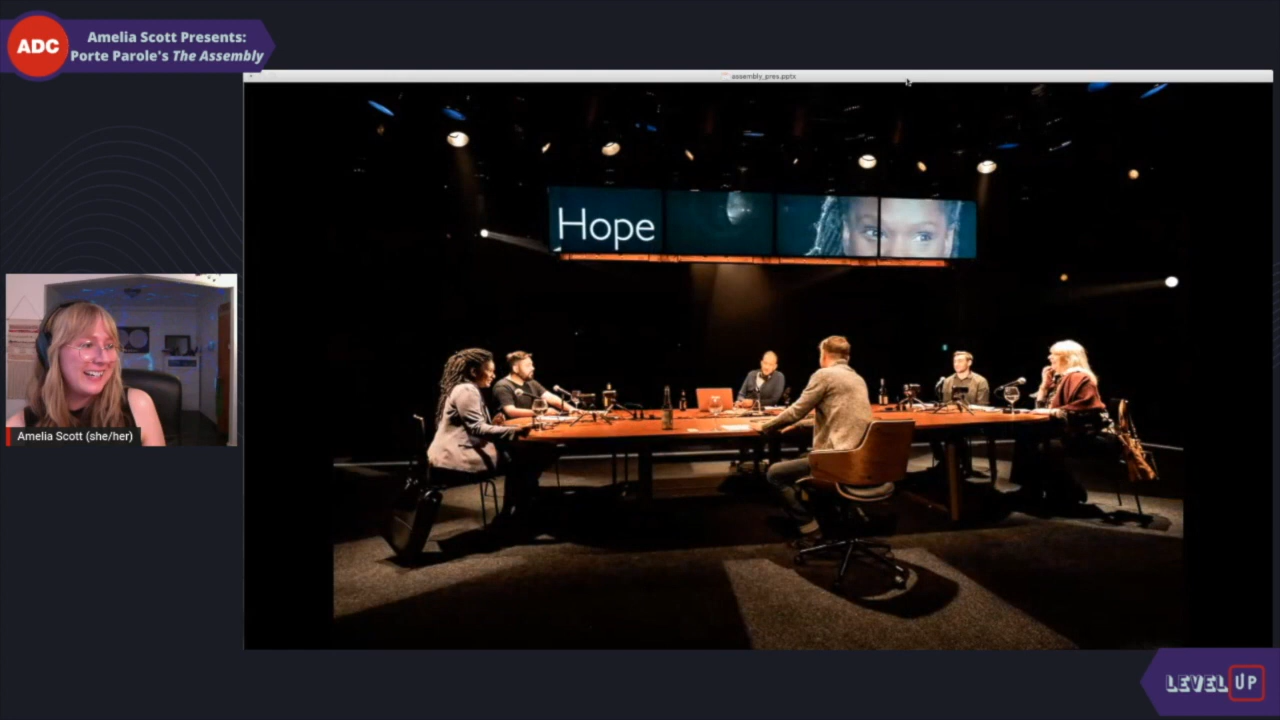 ADC
Amelia Scott Presents:
Porte Parole's The Assembly
assembly_pres.pptx
Hope
Amelia Scott (she/her)
LEVEL UP